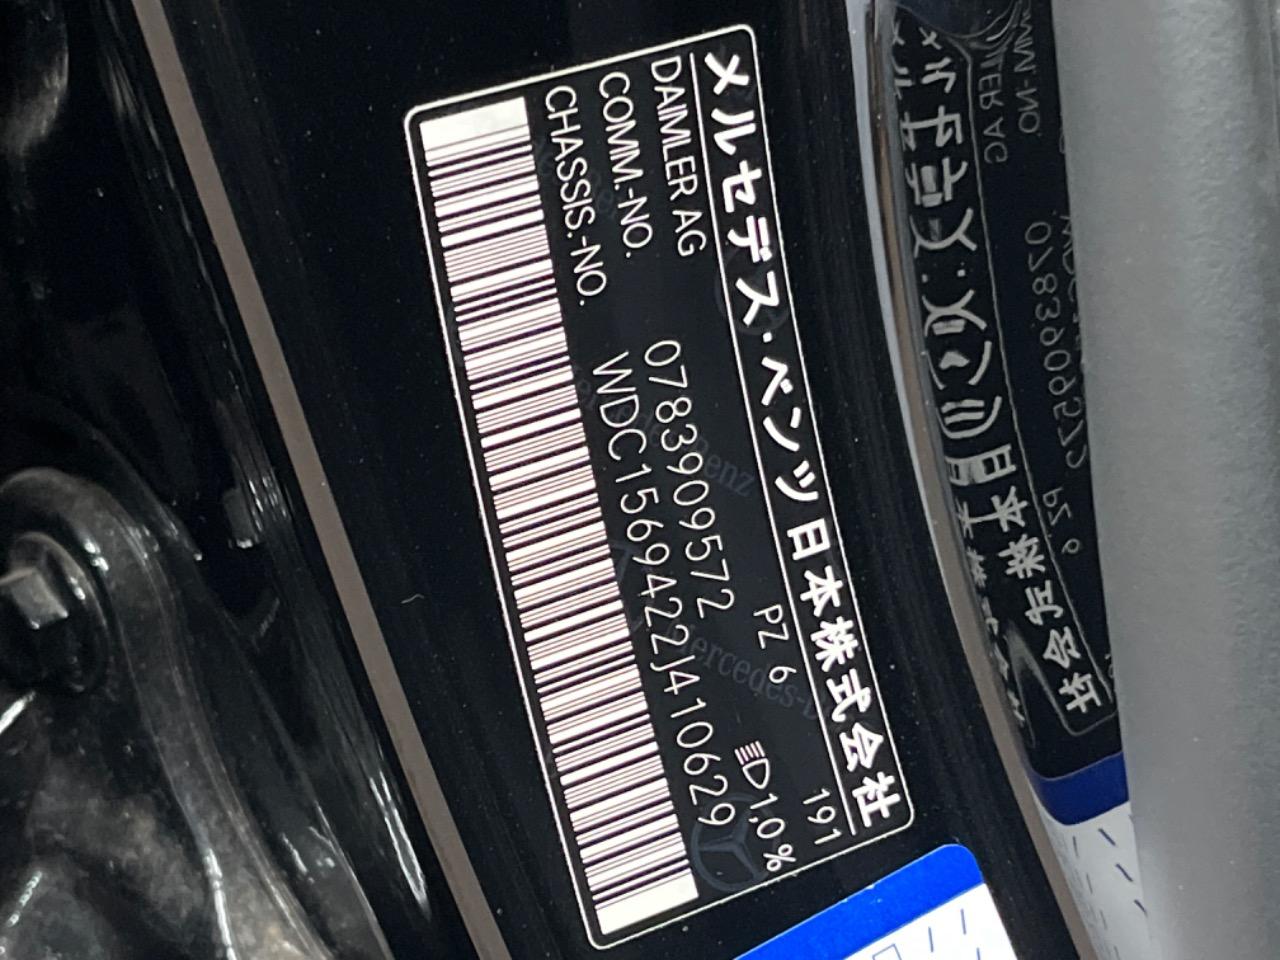 メルセデス・ベンツ日本株式会社
DAIMLER AG 191
COMM.-NO. 0783909572 PZ 6 1,0%
CHASSIS.-NO. WDC1569422J410629